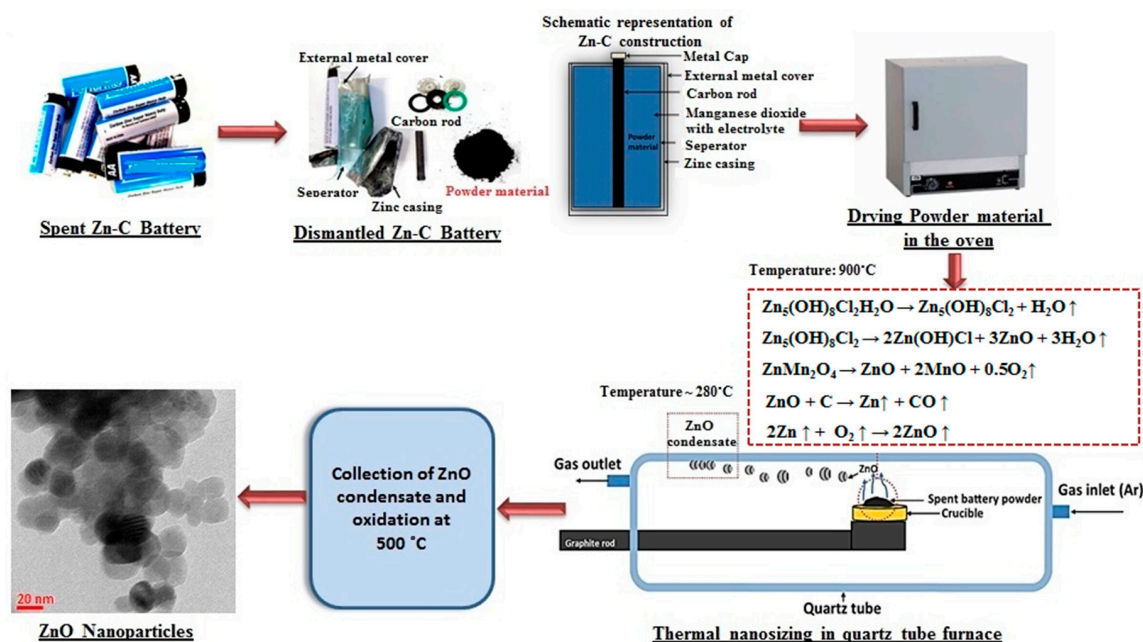 Schematic representation of
Zn-C construction
External metal cover
Carbon rod
Seperator
Zinc casing
Powder material
Metal Cap
External metal cover
Carbon rod
Manganese dioxide
with electrolyte
Seperator
Zinc casing
Powder
material
AA
Spent Zn-C Battery
Dismantled Zn-C Battery
Drying Powder material
in the oven
Temperature: 900˚C
Zn₅(OH)₈Cl₂H₂O → Zn₅(OH)₈Cl₂ + H₂O ↑
Zn₅(OH)₈Cl₂ → 2Zn(OH)Cl + 3ZnO + 3H₂O ↑
ZnMn₂O₄ → ZnO + 2MnO + 0.5O₂↑
ZnO + C → Zn↑ + CO ↑
2Zn ↑ + O₂ ↑ → 2ZnO ↑
Temperature ~ 280˚C
ZnO
condensate
Gas outlet
ZnO
Spent battery powder
Crucible
Gas inlet (Ar)
Graphite rod
Quartz tube
Thermal nanosizing in quartz tube furnace
Collection of ZnO
condensate and
oxidation at
500 ˚C
20 nm
ZnO Nanoparticles